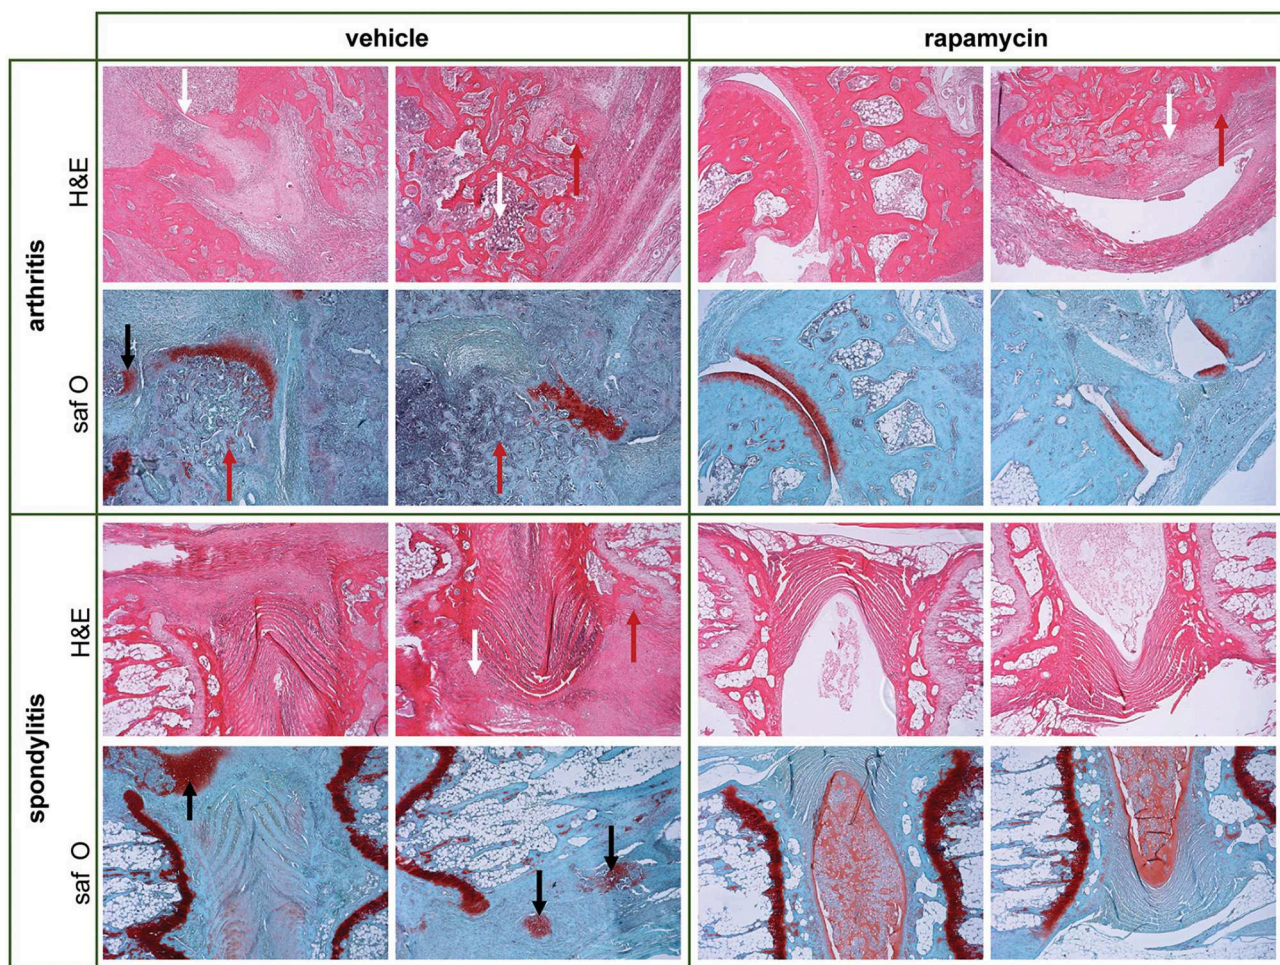 vehicle
rapamycin
arthritis
H&E
saf O
spondylitis
H&E
saf O